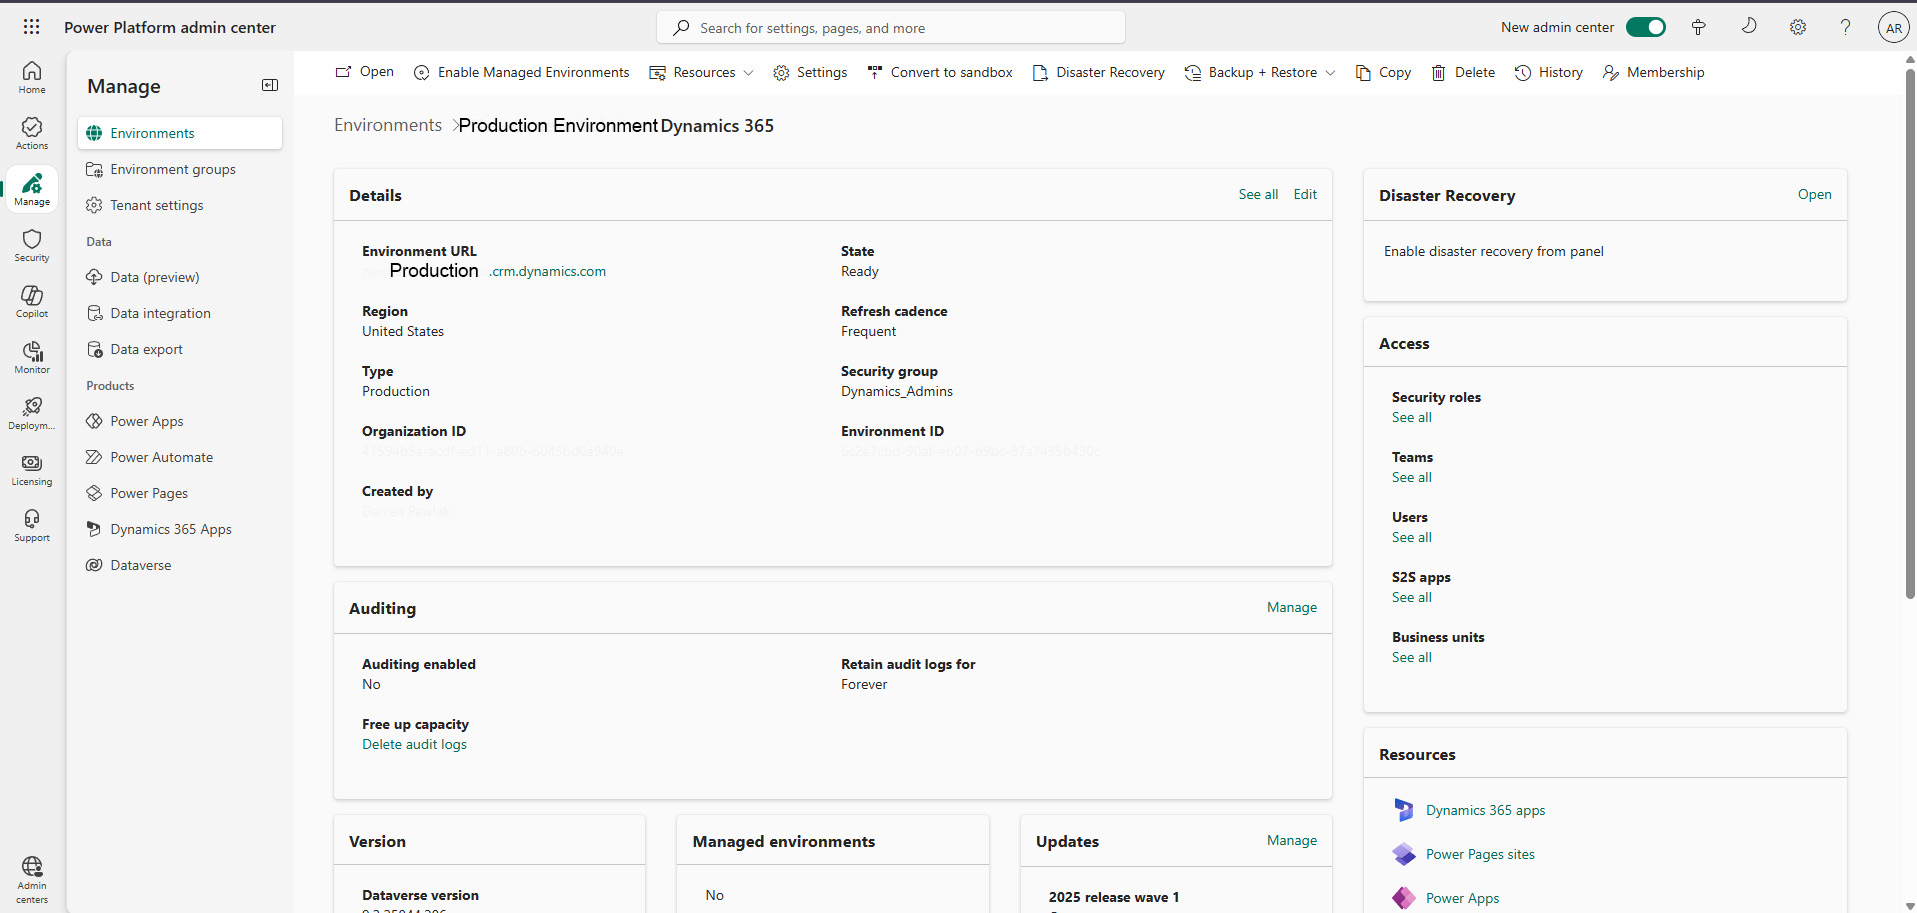 Power Platform admin center
Search for settings, pages, and more
New admin center
AR
Home
Actions
Manage
Security
Copilot
Monitor
Deploym...
Licensing
Support
Admin
centers
Manage
Environments
Environment groups
Tenant settings
Data
Data (preview)
Data integration
Data export
Products
Power Apps
Power Automate
Power Pages
Dynamics 365 Apps
Dataverse
Open
Enable Managed Environments
Resources
Settings
Convert to sandbox
Disaster Recovery
Backup + Restore
Copy
Delete
History
Membership
Environments > Production Environment Dynamics 365
Details
See all
Edit
Environment URL
Production .crm.dynamics.com
State
Ready
Region
United States
Refresh cadence
Frequent
Type
Production
Security group
Dynamics_Admins
Organization ID
Environment ID
Created by
Auditing
Manage
Auditing enabled
No
Retain audit logs for
Forever
Free up capacity
Delete audit logs
Version
Dataverse version
Managed environments
No
Updates
Manage
2025 release wave 1
Disaster Recovery
Open
Enable disaster recovery from panel
Access
Security roles
See all
Teams
See all
Users
See all
S2S apps
See all
Business units
See all
Resources
Dynamics 365 apps
Power Pages sites
Power Apps